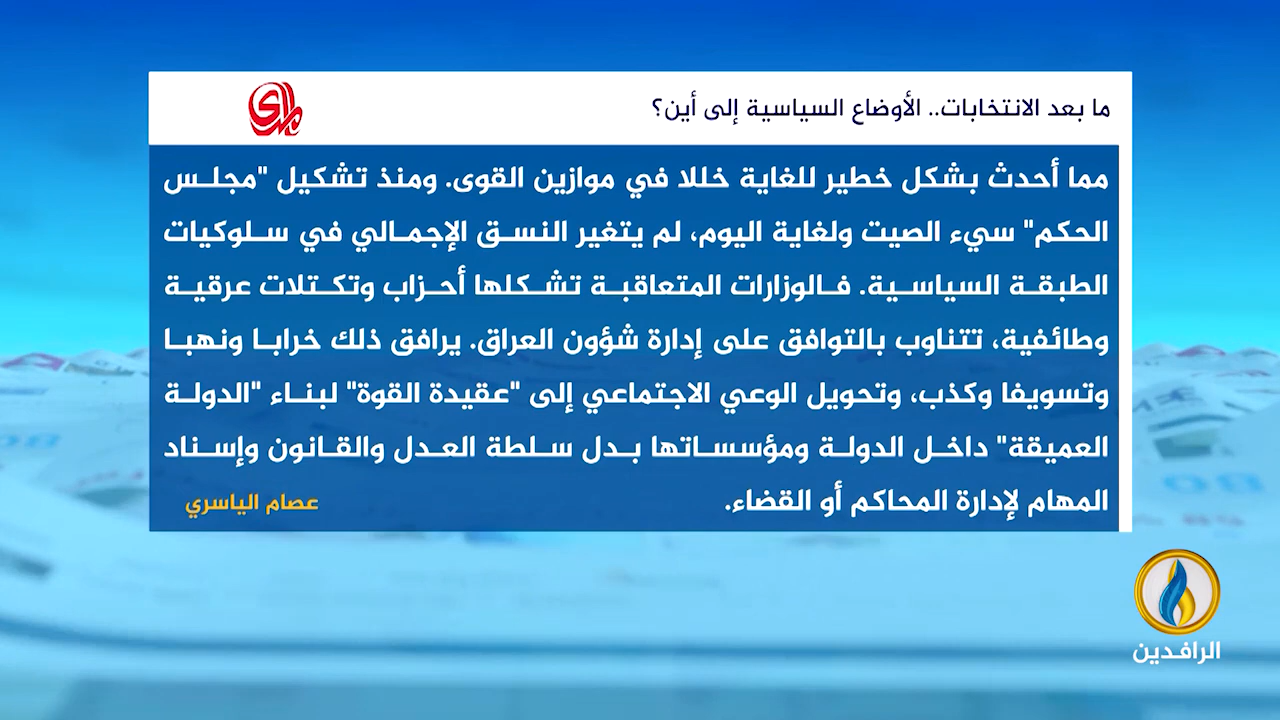 ما بعد الانتخابات.. الأوضاع السياسية إلى أين؟
المدى
مما أحدث بشكل خطير للغاية خللا في موازين القوى. ومنذ تشكيل "مجلس
الحكم" سيء الصيت ولغاية اليوم، لم يتغير النسق الإجمالي في سلوكيات
الطبقة السياسية. فالوزارات المتعاقبة تشكلها أحزاب وتكتلات عرقية
وطائفية، تتناوب بالتوافق على إدارة شؤون العراق. يرافق ذلك خرابا ونهبا
وتسويفا وكذب، وتحويل الوعي الاجتماعي إلى "عقيدة القوة" لبناء "الدولة
العميقة" داخل الدولة ومؤسساتها بدل سلطة العدل والقانون وإسناد
المهام لإدارة المحاكم أو القضاء.
عصام الياسري
الرافدين